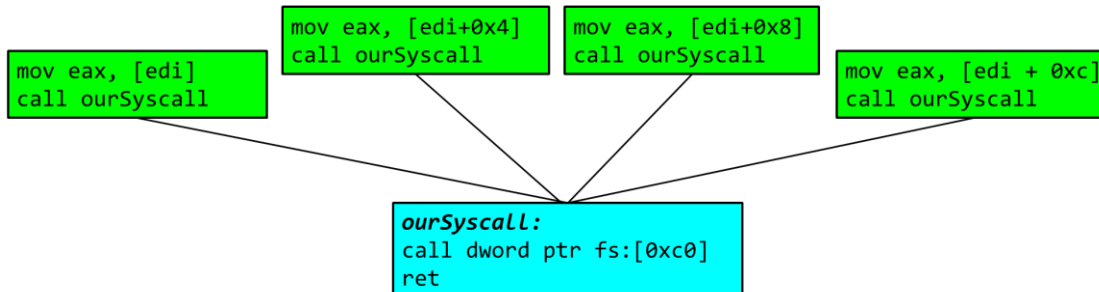 mov eax, [edi]
call ourSyscall
mov eax, [edi+0x4]
call ourSyscall
mov eax, [edi+0x8]
call ourSyscall
mov eax, [edi + 0xc]
call ourSyscall
ourSyscall:
call dword ptr fs:[0xc0]
ret